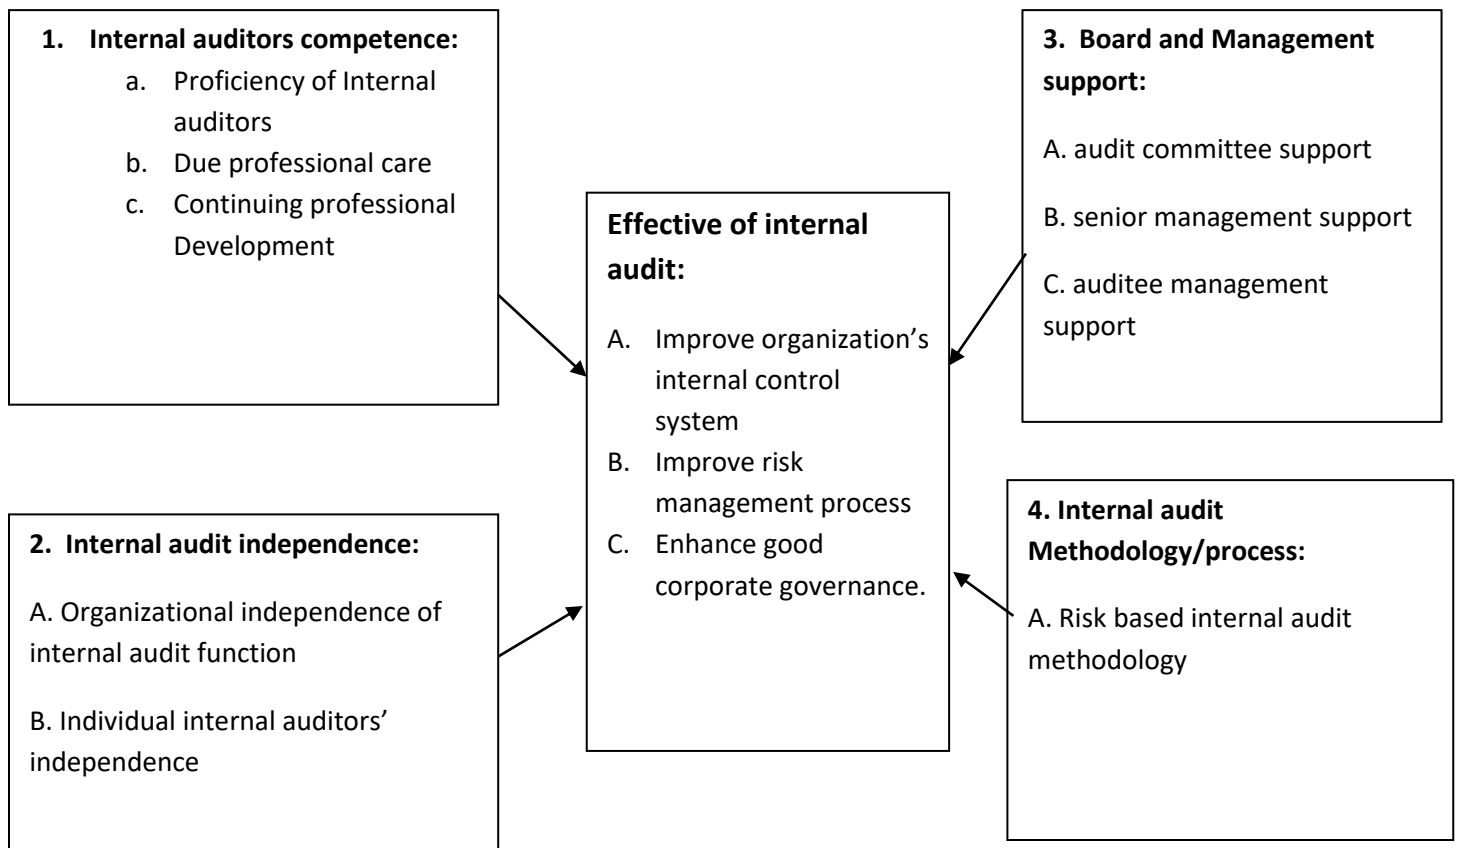 1. Internal auditors competence:
a. Proficiency of Internal
auditors
b. Due professional care
c. Continuing professional
Development
2. Internal audit independence:
A. Organizational independence of
internal audit function
B. Individual internal auditors’
independence
Effective of internal
audit:
A. Improve organization’s
internal control
system
B. Improve risk
management process
C. Enhance good
corporate governance.
3. Board and Management
support:
A. audit committee support
B. senior management support
C. auditee management
support
4. Internal audit
Methodology/process:
A. Risk based internal audit
methodology